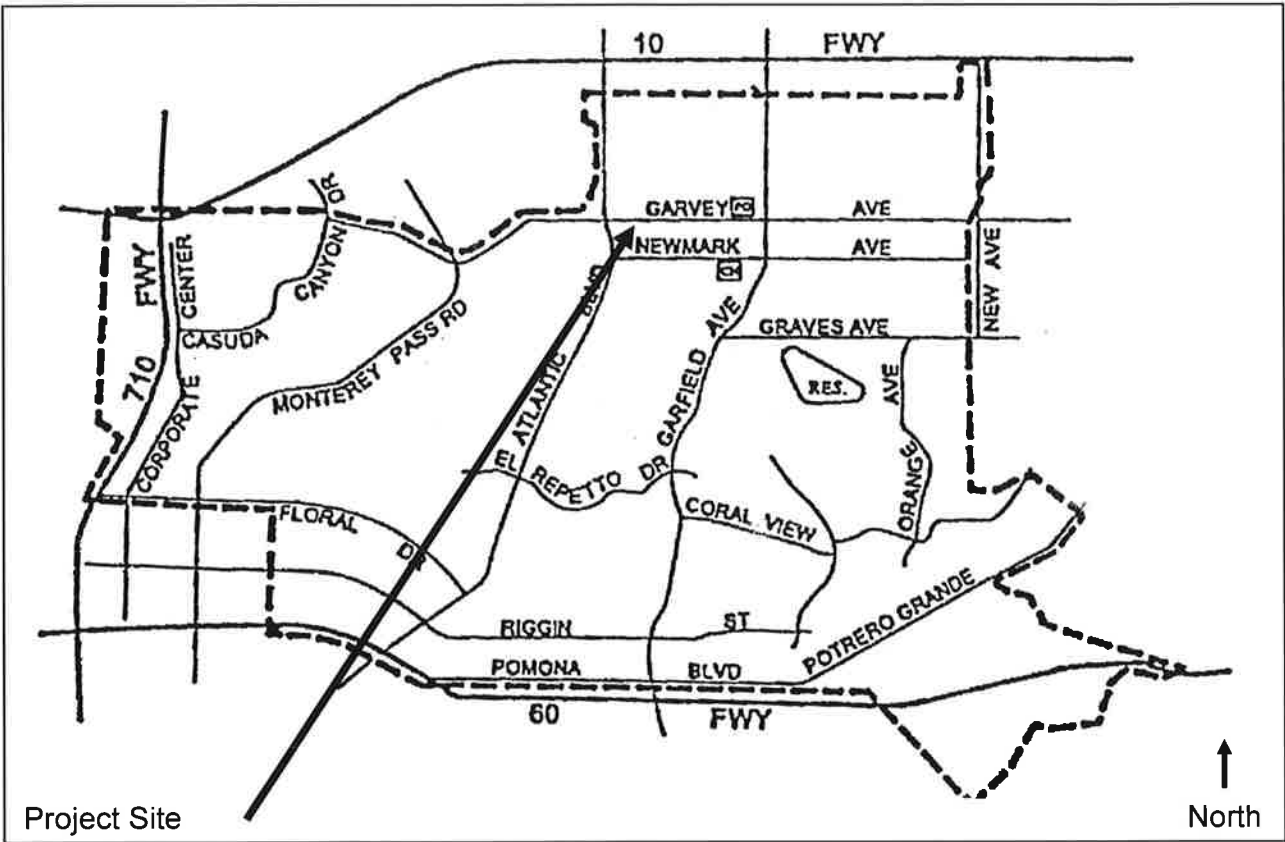 10 FWY
DR
GARVEY PO AVE
NEWMARK AVE
CANYON
CENTER
FWY
NEW AVE
CASUDA
BLVD
GRAVES AVE
710
MONTEREY PASS RD
AVE
RES.
CORPORATE
ATLANTIC
GARFIELD
AVE
EL REPETTO DR
ORANGE
CORAL VIEW
FLORAL
DR
POTRERO GRANDE
RIGGIN ST
POMONA BLVD
60 FWY
Project Site
North